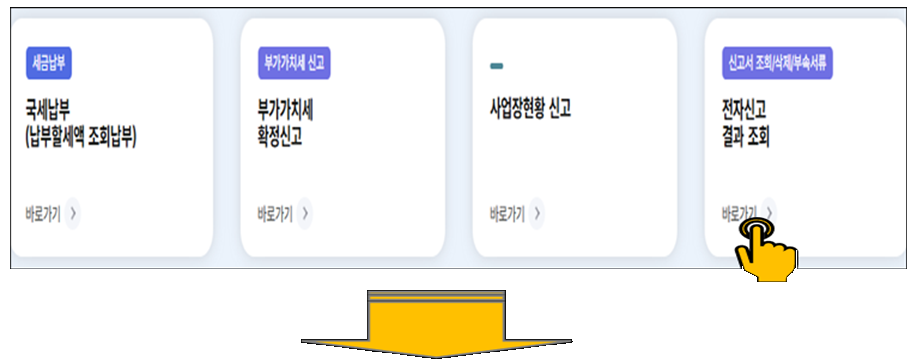 세금납부
국세납부
(납부할세액 조회납부)
바로가기
부가가치세 신고
부가가치세
확정신고
바로가기
사업장현황 신고
바로가기
신고서 조회/삭제/부속서류
전자신고
결과 조회
바로가기